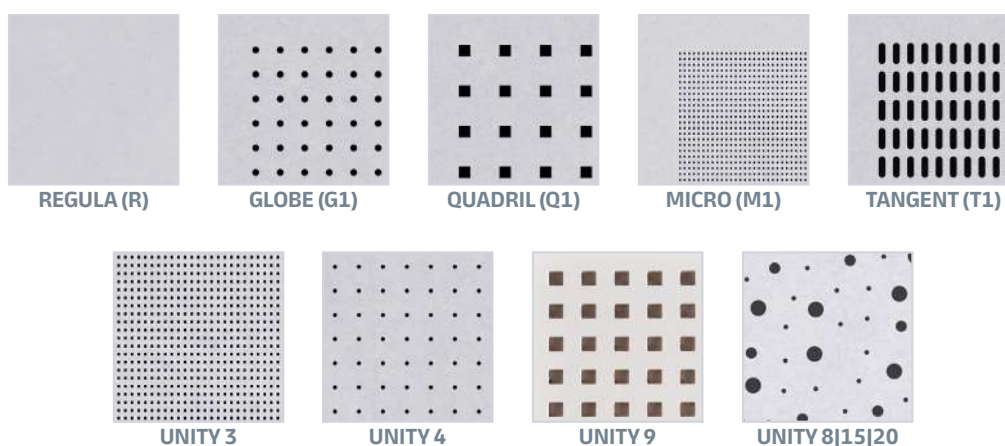 REGULA (R)
GLOBE (G1)
QUADRIL (Q1)
MICRO (M1)
TANGENT (T1)
UNITY 3
UNITY 4
UNITY 9
UNITY 8|15|20